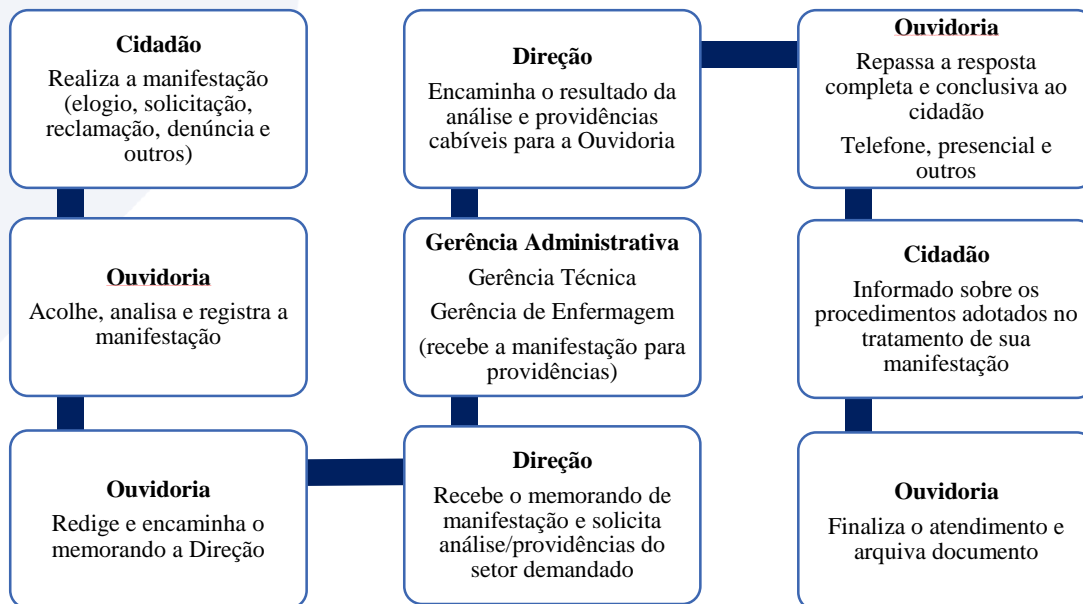 Cidadão
Realiza a manifestação
(elogio, solicitação,
reclamação, denúncia e
outros)
Ouvidoria
Acolhe, analisa e registra a
manifestação
Ouvidoria
Redige e encaminha o
memorando a Direção
Direção
Recebe o memorando de
manifestação e solicita
análise/providências do
setor demandado
Gerência Administrativa
Gerência Técnica
Gerência de Enfermagem
(recebe a manifestação para
providências)
Direção
Encaminha o resultado da
análise e providências
cabíveis para a Ouvidoria
Ouvidoria
Repassa a resposta
completa e conclusiva ao
cidadão
Telefone, presencial e
outros
Cidadão
Informado sobre os
procedimentos adotados no
tratamento de sua
manifestação
Ouvidoria
Finaliza o atendimento e
arquiva documento